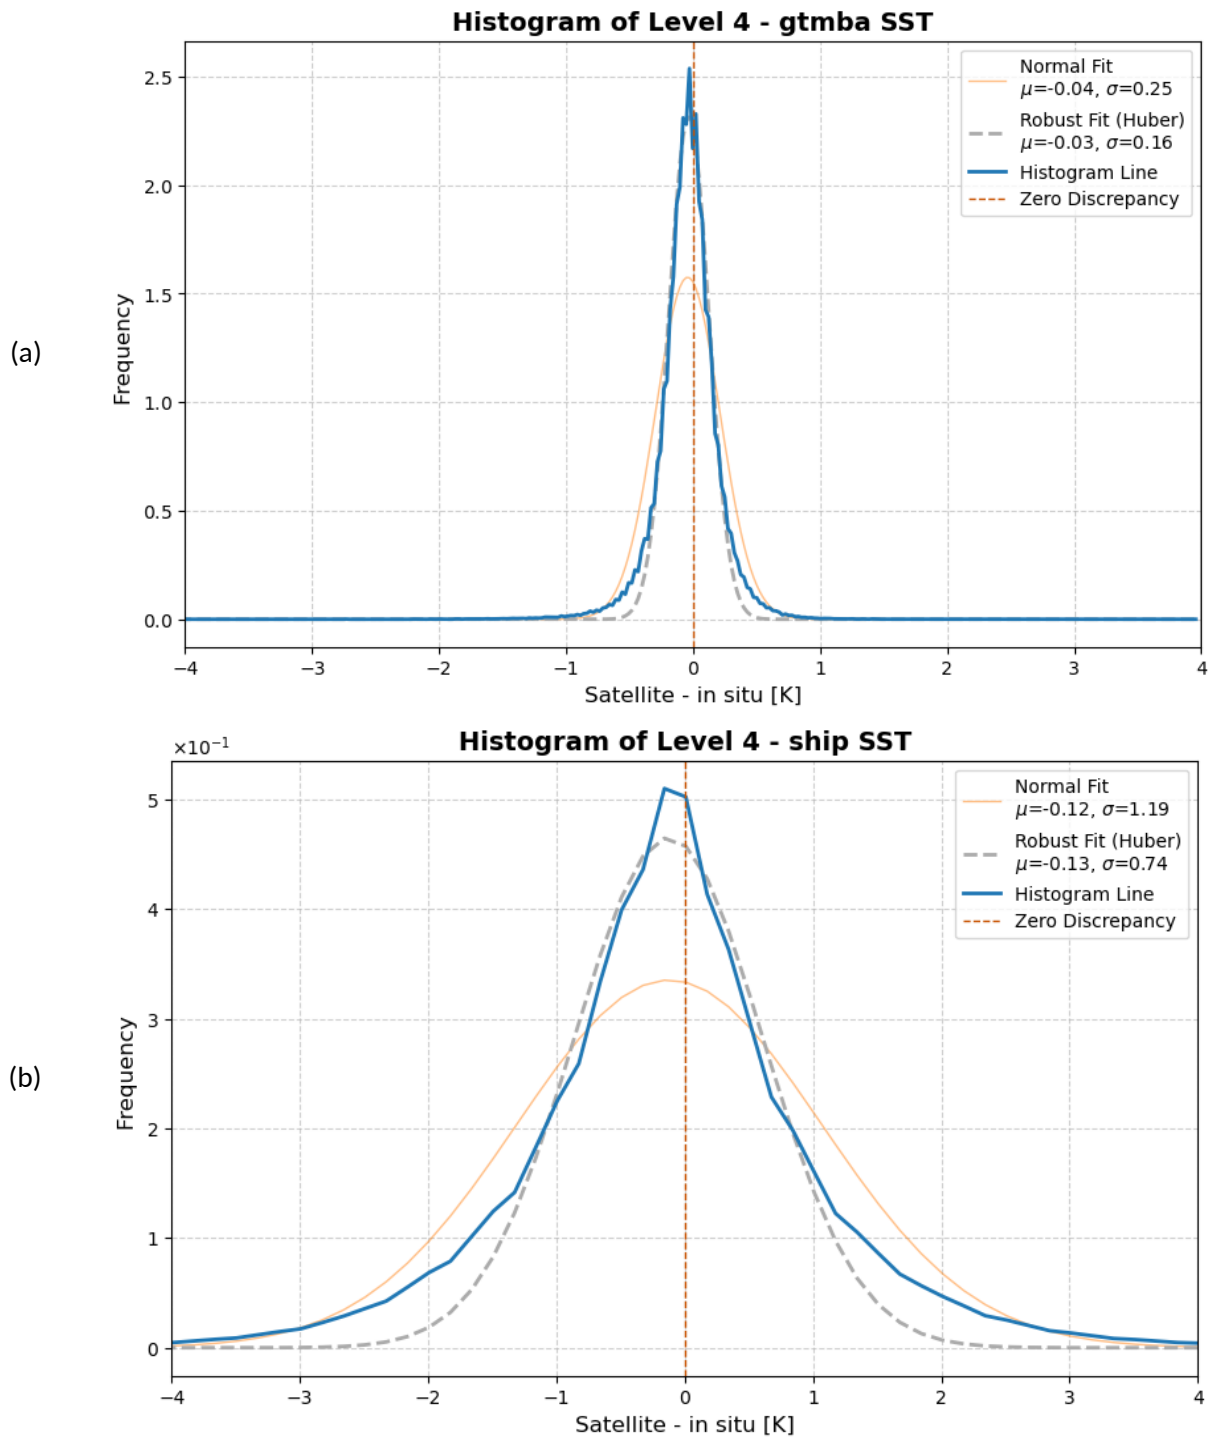 Histogram of Level 4 - gtmba SST
Normal Fit
μ=-0.04, σ=0.25
Robust Fit (Huber)
μ=-0.03, σ=0.16
Histogram Line
Zero Discrepancy
2.5
2.0
1.5
1.0
0.5
0.0
Frequency
(a)
−4 −3 −2 −1 0 1 2 3 4
Satellite - in situ [K]
×10⁻¹
Histogram of Level 4 - ship SST
Normal Fit
μ=-0.12, σ=1.19
Robust Fit (Huber)
μ=-0.13, σ=0.74
Histogram Line
Zero Discrepancy
5
4
3
2
1
0
Frequency
(b)
−4 −3 −2 −1 0 1 2 3 4
Satellite - in situ [K]